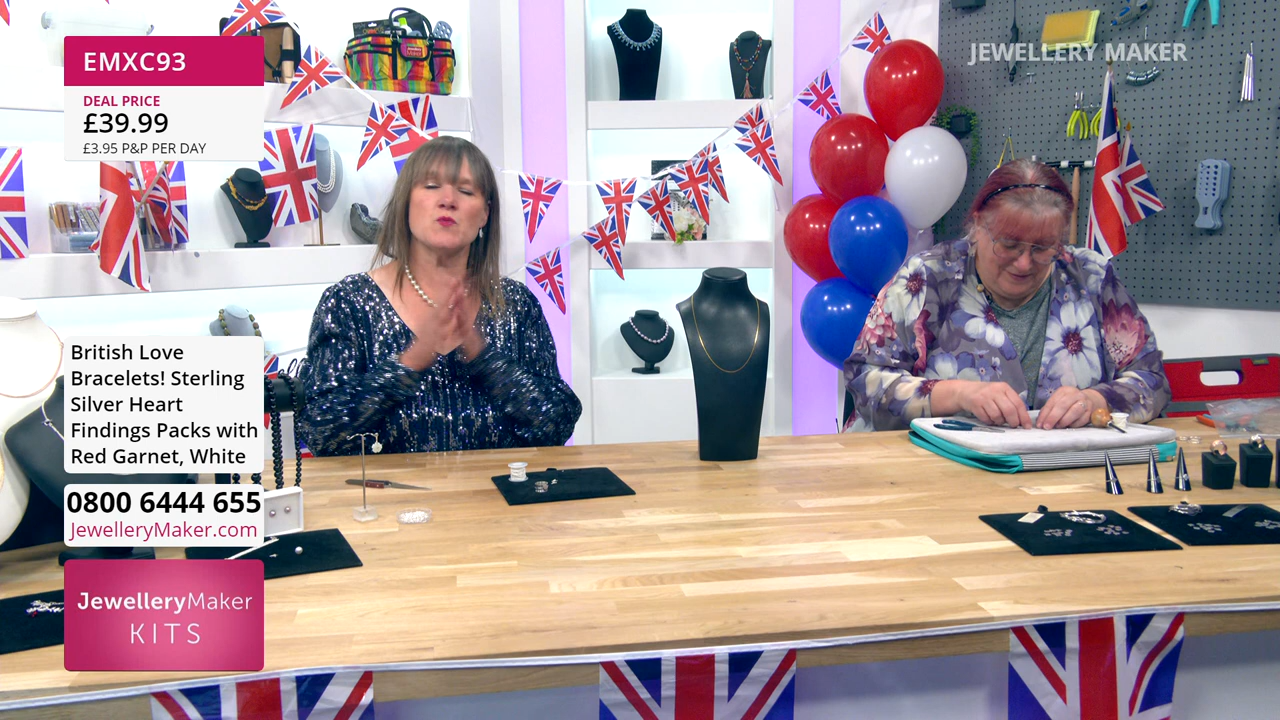 EMXC93
DEAL PRICE
£39.99
£3.95 P&P PER DAY
British Love
Bracelets! Sterling
Silver Heart
Findings Packs with
Red Garnet, White
0800 6444 655
JewelleryMaker.com
JewelleryMaker
KITS
JEWELLERY MAKER